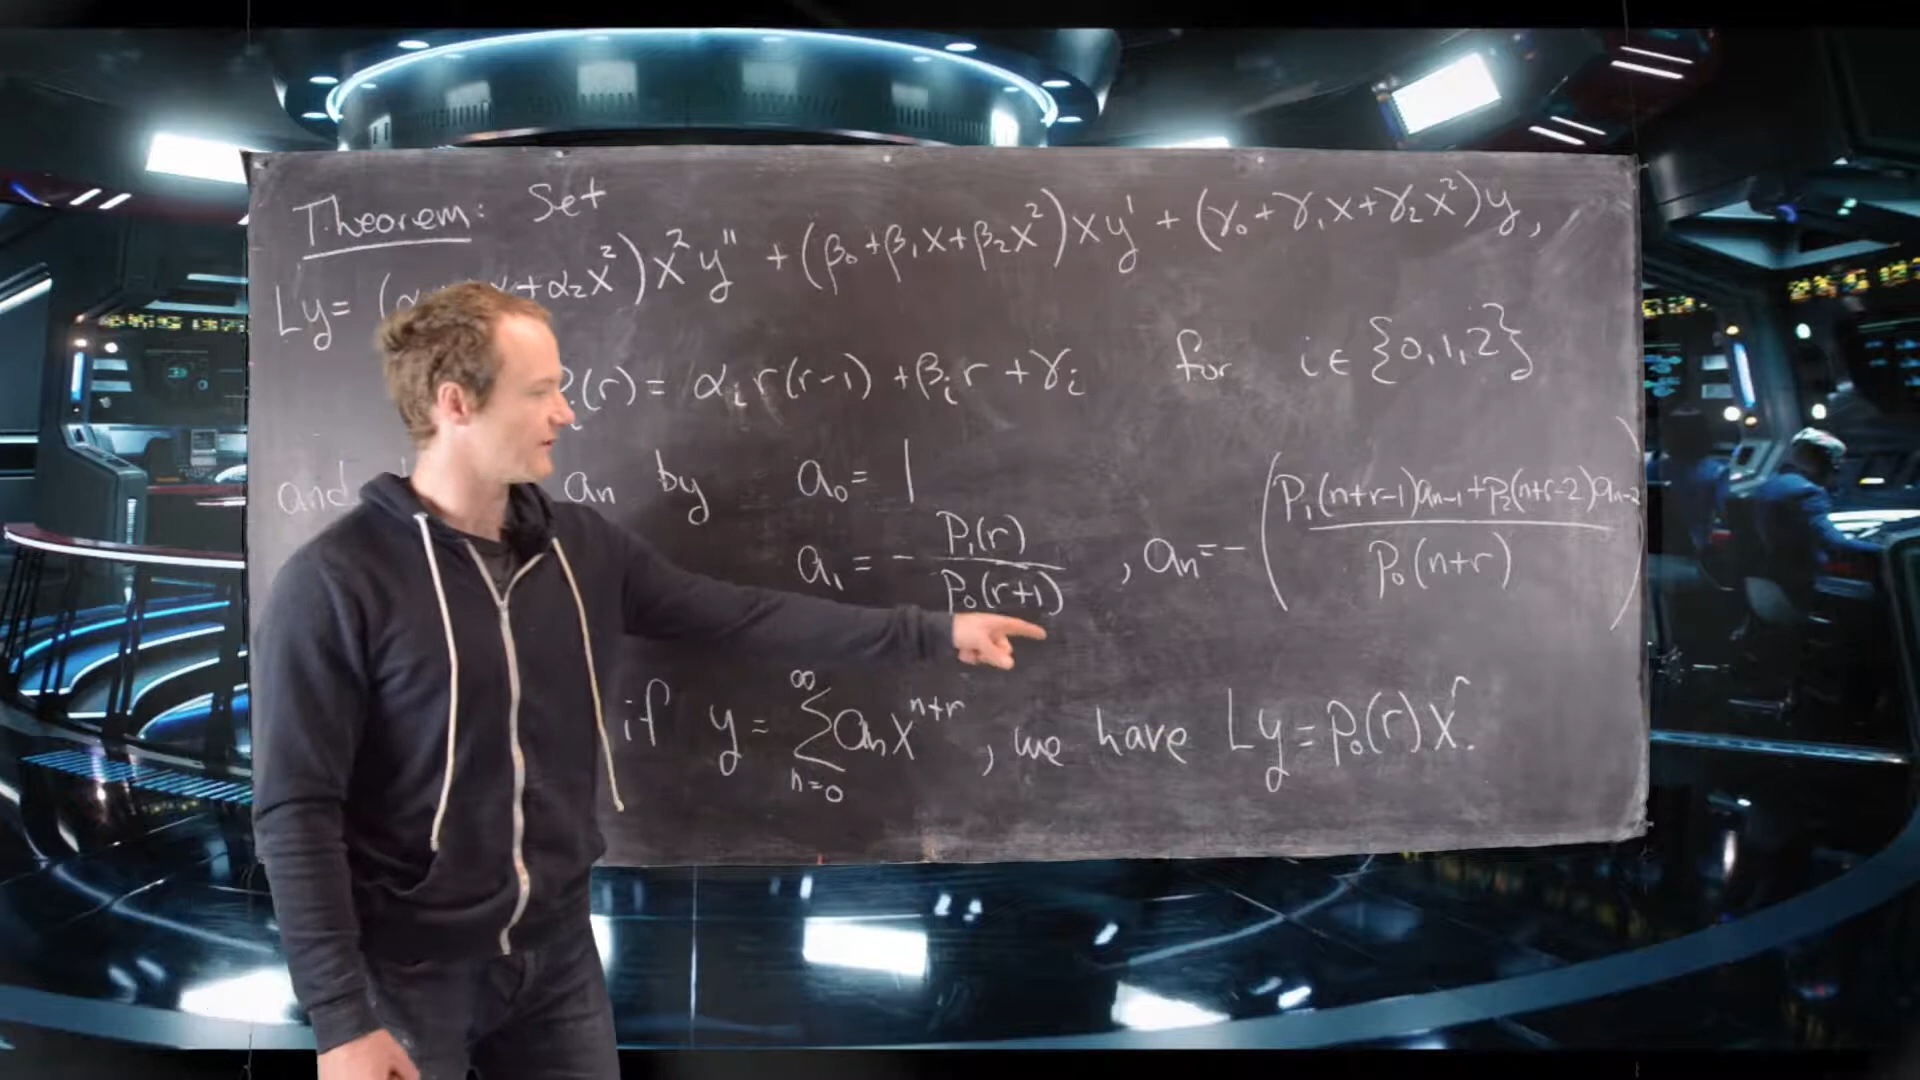 Theorem: Set
Ly= (α x+α₂x²)x²y'' + (β₀+β₁x+β₂x²)xy' + (γ₀+γ₁x+γ₂x²)y,
(r)= αᵢr(r-1)+βᵢr+γᵢ for i∈{0,1,2}
and an by a₀= 1
a₁= - P₁(r)/P₀(r+1) , an=-(P₁(n+r-1)an-1+P₂(n+r-2)an-2/P₀(n+r))
if y= ∞∑n=0 anx^n+r , we have Ly=P₀(r)x^r.